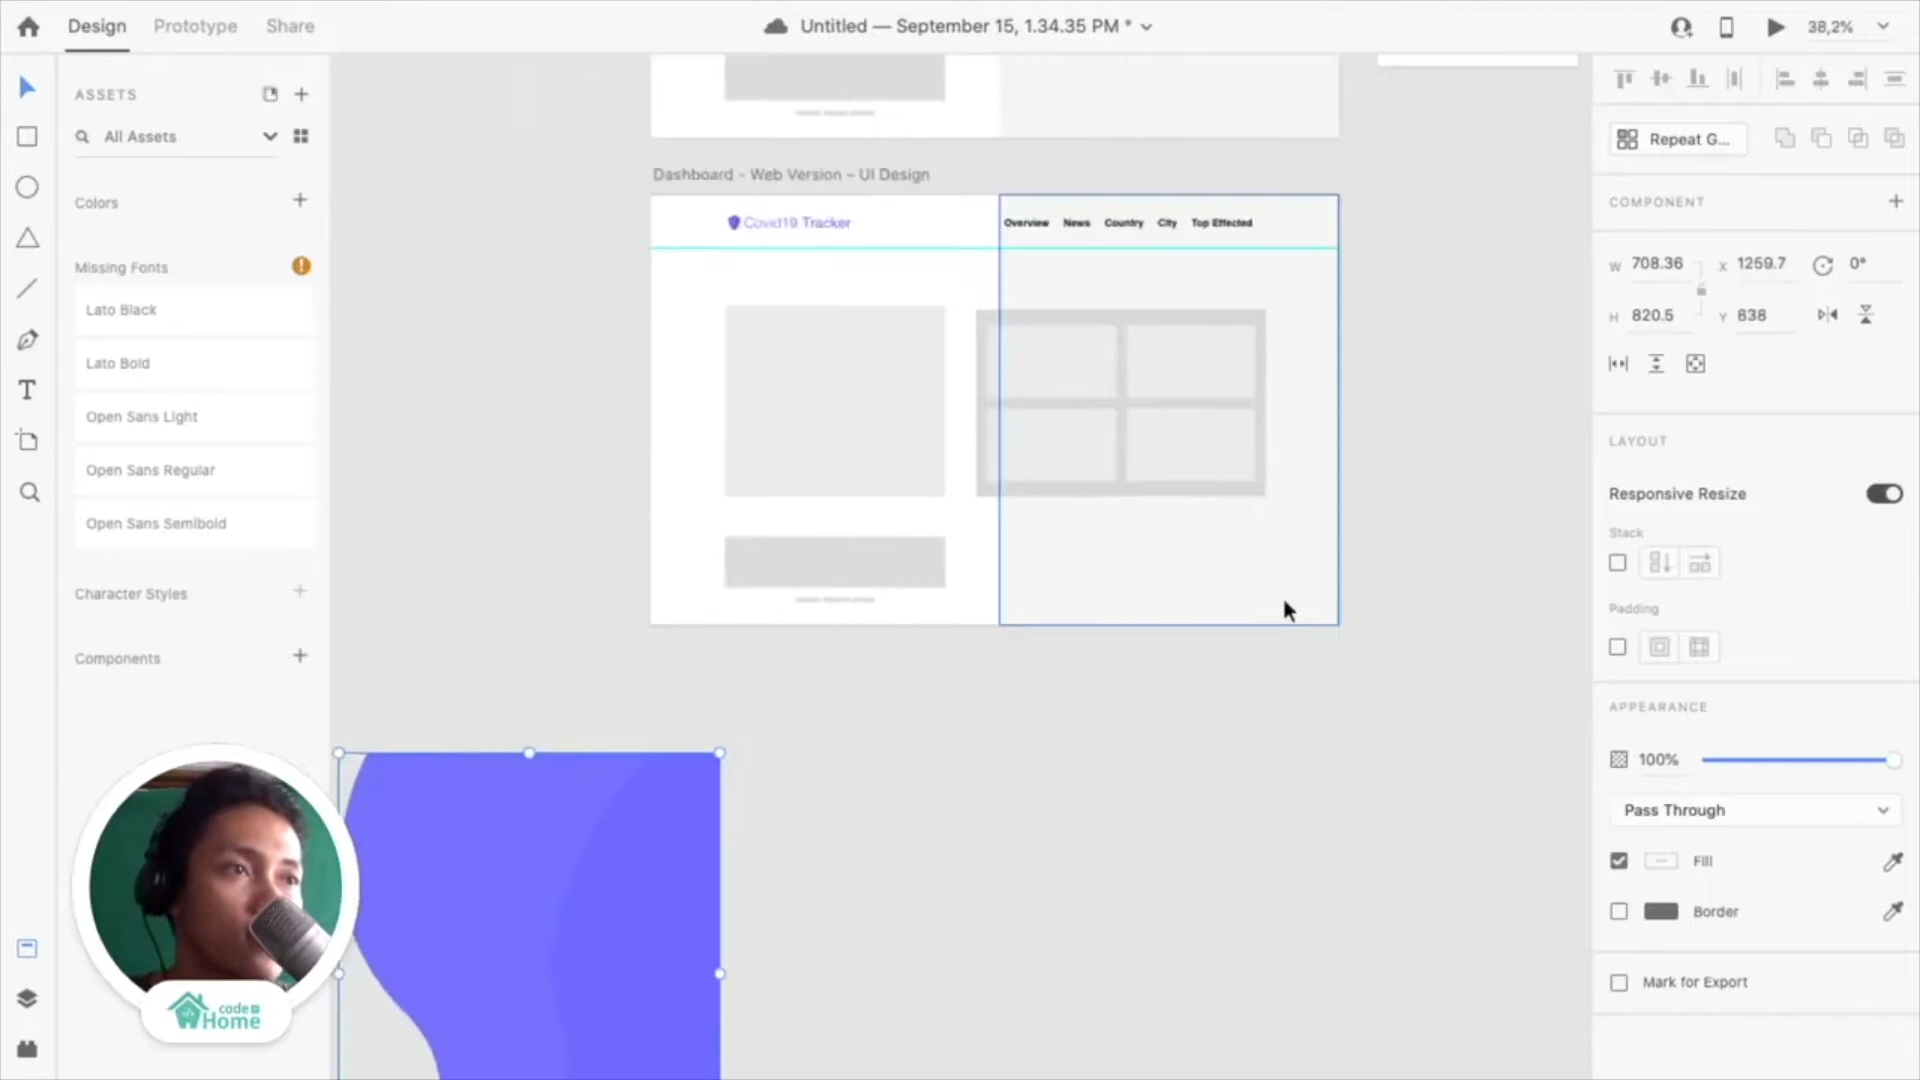 Design Prototype Share
Untitled — September 15, 1.34.35 PM *
38,2%
ASSETS
All Assets
Colors
Missing Fonts
Lato Black
Lato Bold
Open Sans Light
Open Sans Regular
Open Sans Semibold
Character Styles
Components
Dashboard - Web Version – UI Design
Covid19 Tracker
Overview News Country City Top Effected
Repeat G...
COMPONENT
W 708.36 X 1259.7 0°
H 820.5 Y 638
LAYOUT
Responsive Resize
Stack
Padding
APPEARANCE
100%
Pass Through
Fill
Border
Mark for Export
code
Home